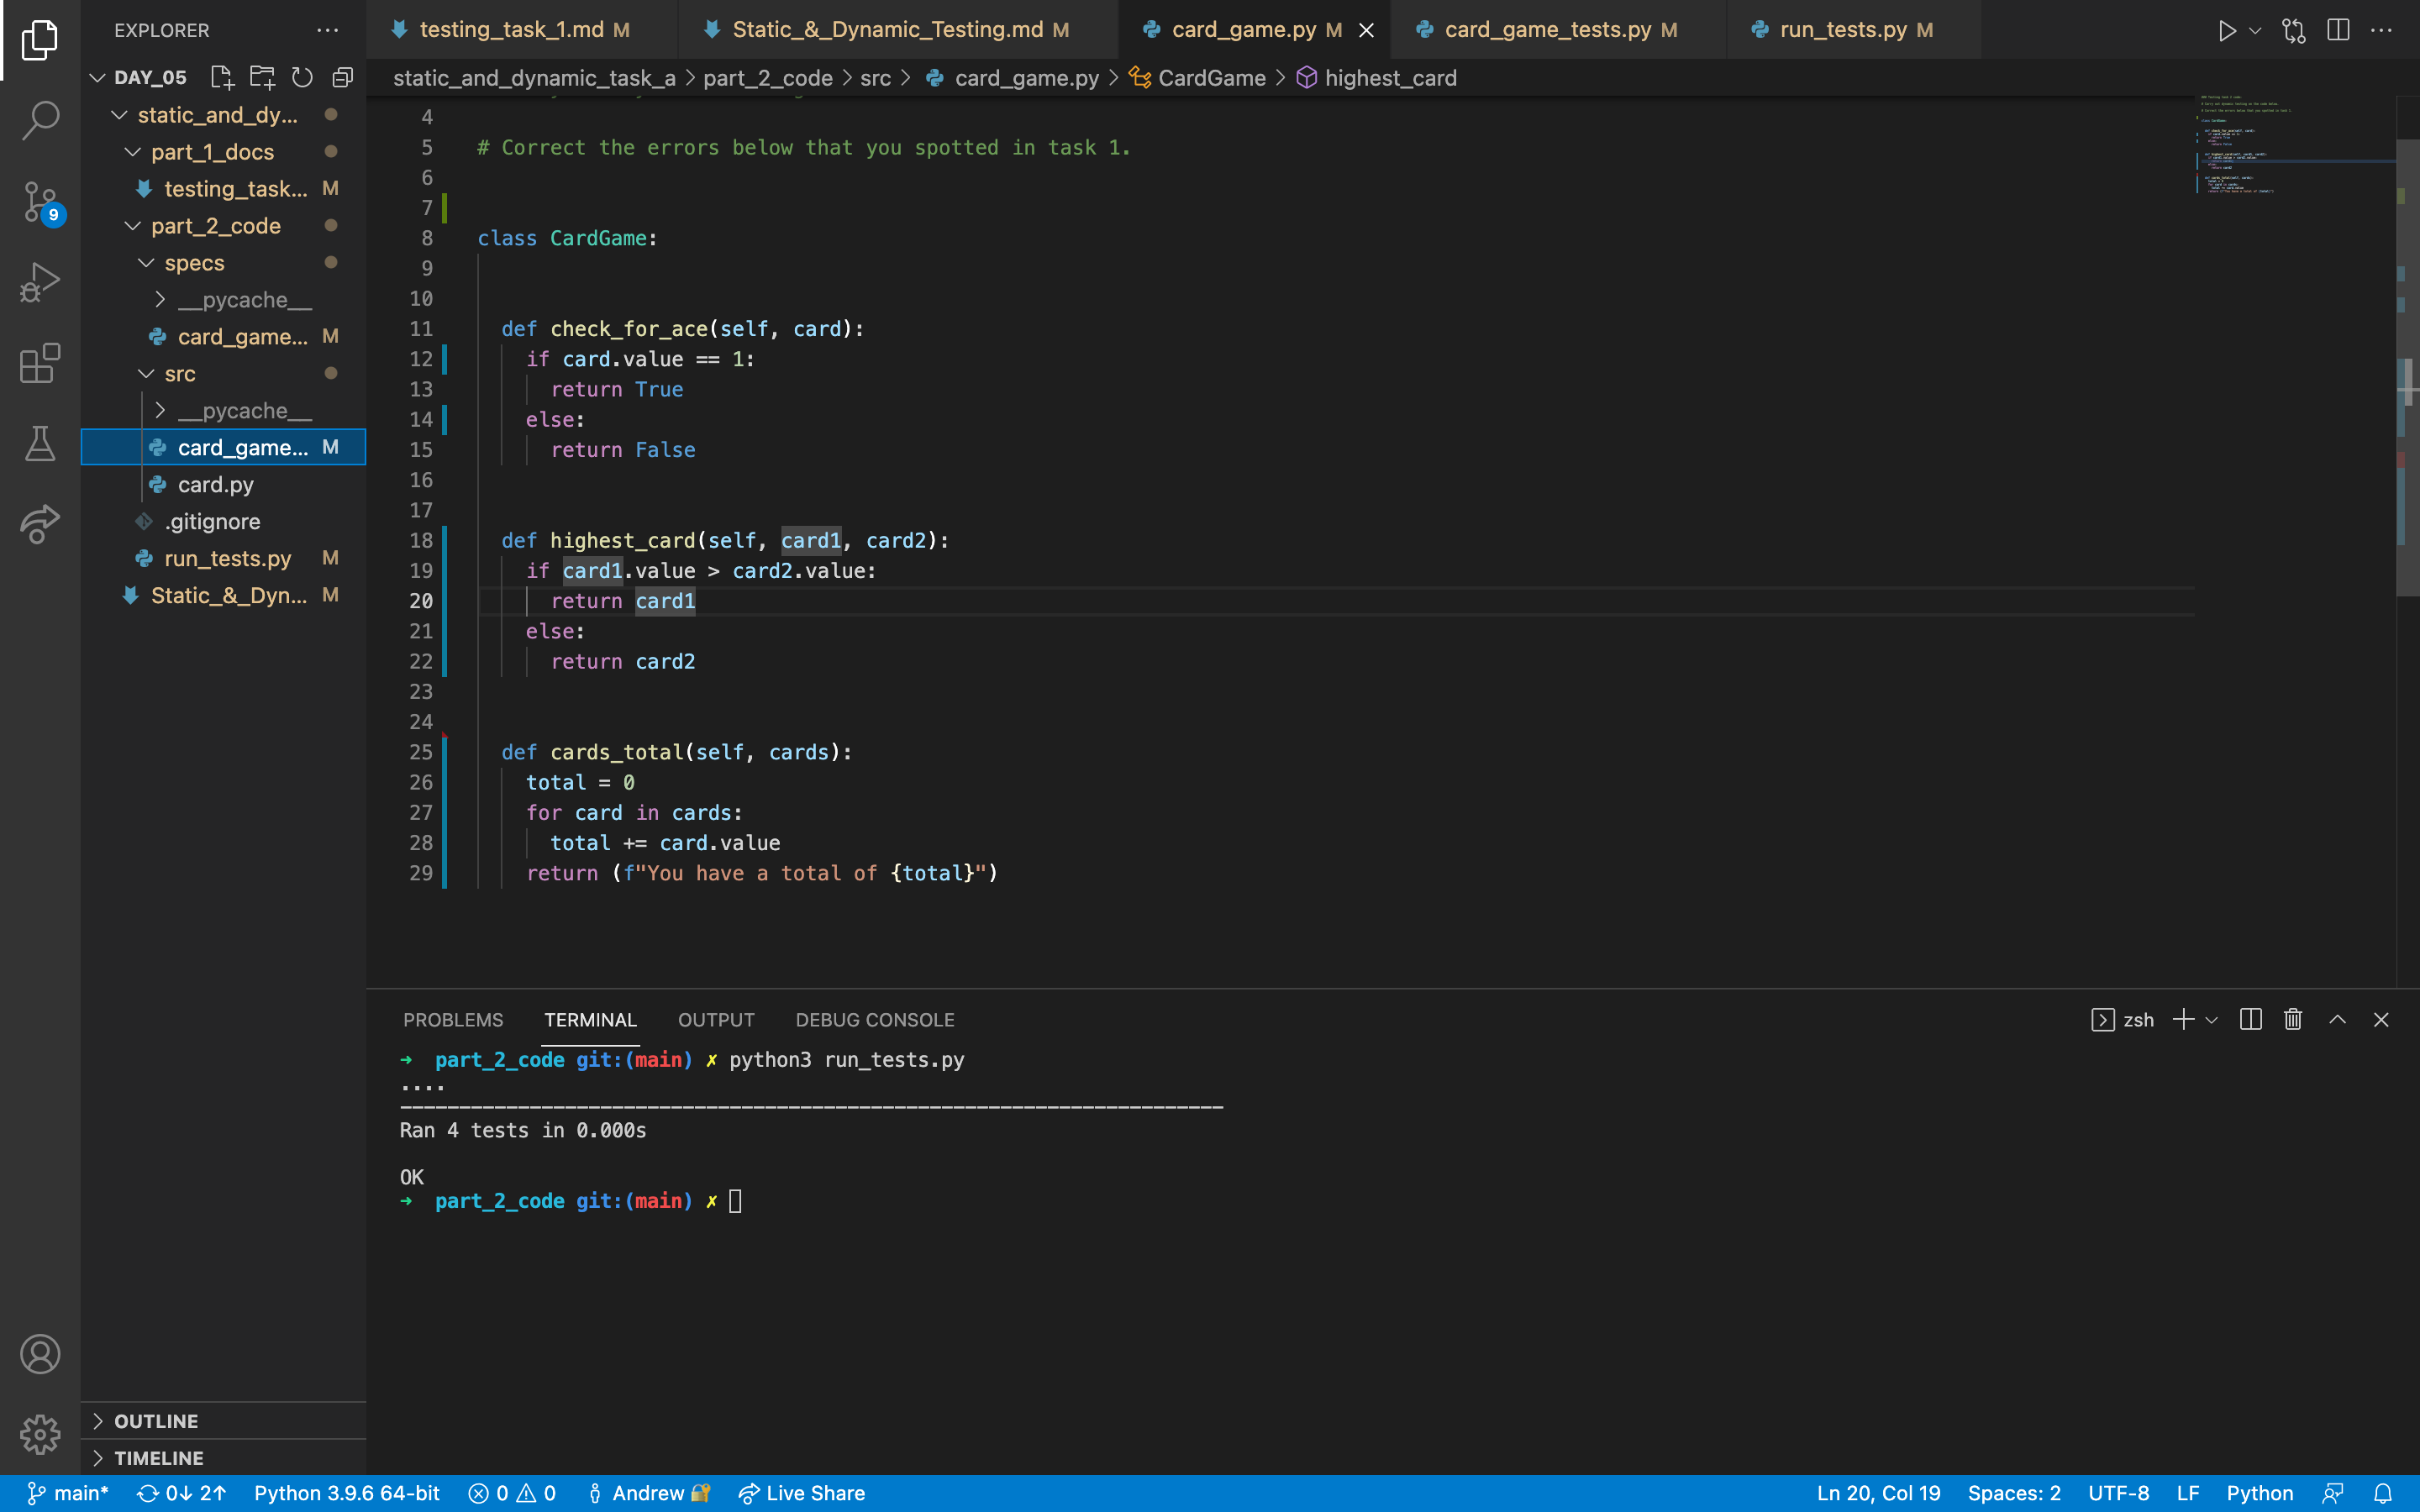 EXPLORER
DAY_05
static_and_dy...
part_1_docs
testing_task... M
part_2_code
specs
__pycache__
card_game... M
src
__pycache__
card_game... M
card.py
.gitignore
run_tests.py M
Static_&_Dyn... M
OUTLINE
TIMELINE
9
testing_task_1.md M
Static_&_Dynamic_Testing.md M
card_game.py M
card_game_tests.py M
run_tests.py M
static_and_dynamic_task_a > part_2_code > src > card_game.py > CardGame > highest_card
4
5 # Correct the errors below that you spotted in task 1.
6
7
8 class CardGame:
9
10
11 def check_for_ace(self, card):
12 if card.value == 1:
13 return True
14 else:
15 return False
16
17
18 def highest_card(self, card1, card2):
19 if card1.value > card2.value:
20 return card1
21 else:
22 return card2
23
24
25 def cards_total(self, cards):
26 total = 0
27 for card in cards:
28 total += card.value
29 return (f"You have a total of {total}")
PROBLEMS TERMINAL OUTPUT DEBUG CONSOLE
zsh
➜ part_2_code git:(main) ✗ python3 run_tests.py
....
----------------------------------------------------------------------
Ran 4 tests in 0.000s
OK
➜ part_2_code git:(main) ✗
main* 0↓ 2↑ Python 3.9.6 64-bit 0 0 Andrew 🔐 Live Share Ln 20, Col 19 Spaces: 2 UTF-8 LF Python